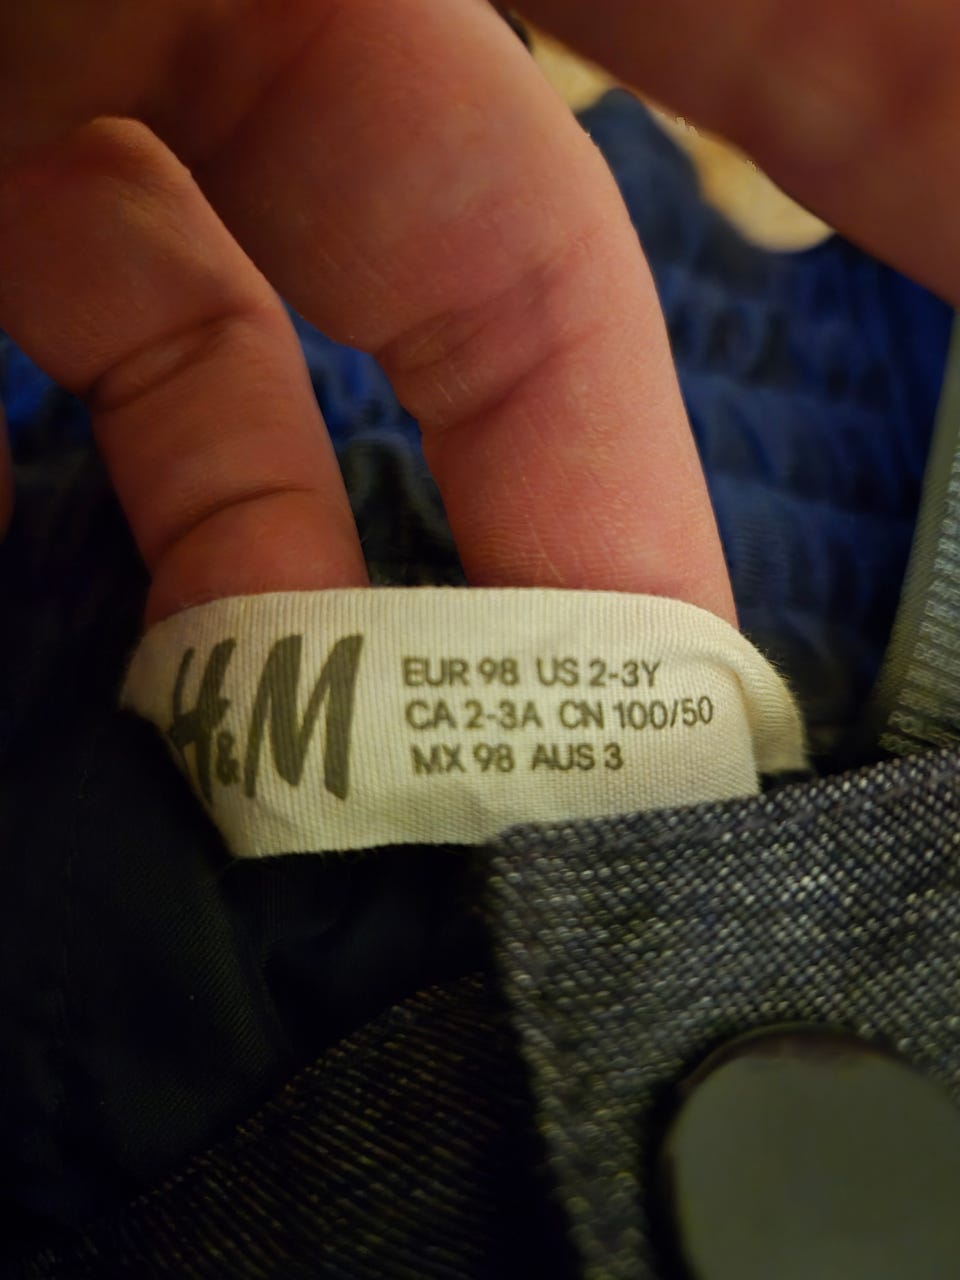 H&M
EUR 98 US 2-3Y
CA 2-3A CN 100/50
MX 98 AUS 3